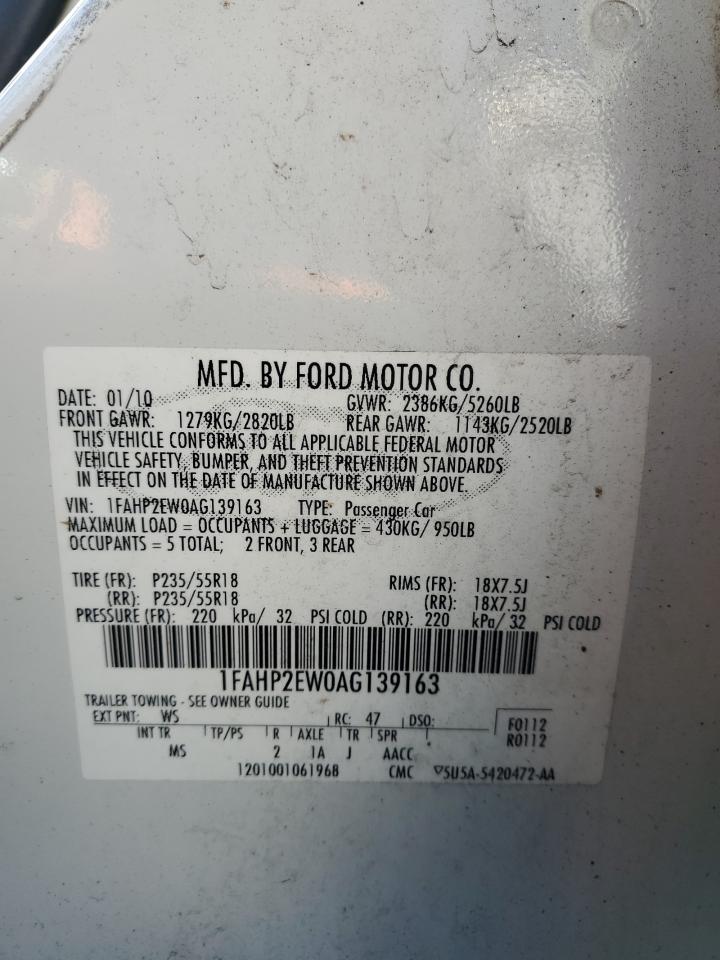 MFD. BY FORD MOTOR CO.
DATE: 01/10 GVWR: 2386KG/5260LB
FRONT GAWR: 1279KG/2820LB REAR GAWR: 1143KG/2520LB
THIS VEHICLE CONFORMS TO ALL APPLICABLE FEDERAL MOTOR
VEHICLE SAFETY, BUMPER, AND THEFT PREVENTION STANDARDS
IN EFFECT ON THE DATE OF MANUFACTURE SHOWN ABOVE.
VIN: 1FAHP2EW0AG139163 TYPE: Passenger Car
MAXIMUM LOAD = OCCUPANTS + LUGGAGE = 430KG/ 950LB
OCCUPANTS = 5 TOTAL; 2 FRONT, 3 REAR
TIRE (FR): P235/55R18 RIMS (FR): 18X7.5J
(RR): P235/55R18 (RR): 18X7.5J
PRESSURE (FR): 220 kPa/ 32 PSI COLD (RR): 220 kPa/ 32 PSI COLD
1FAHP2EW0AG139163
TRAILER TOWING - SEE OWNER GUIDE
EXT PNT: WS RC: 47 DSO: F0112
INT TR TP/PS R AXLE TR SPR R0112
MS 2 1A J AACC
1201001061968 CMC ▽5U5A-5420472-AA